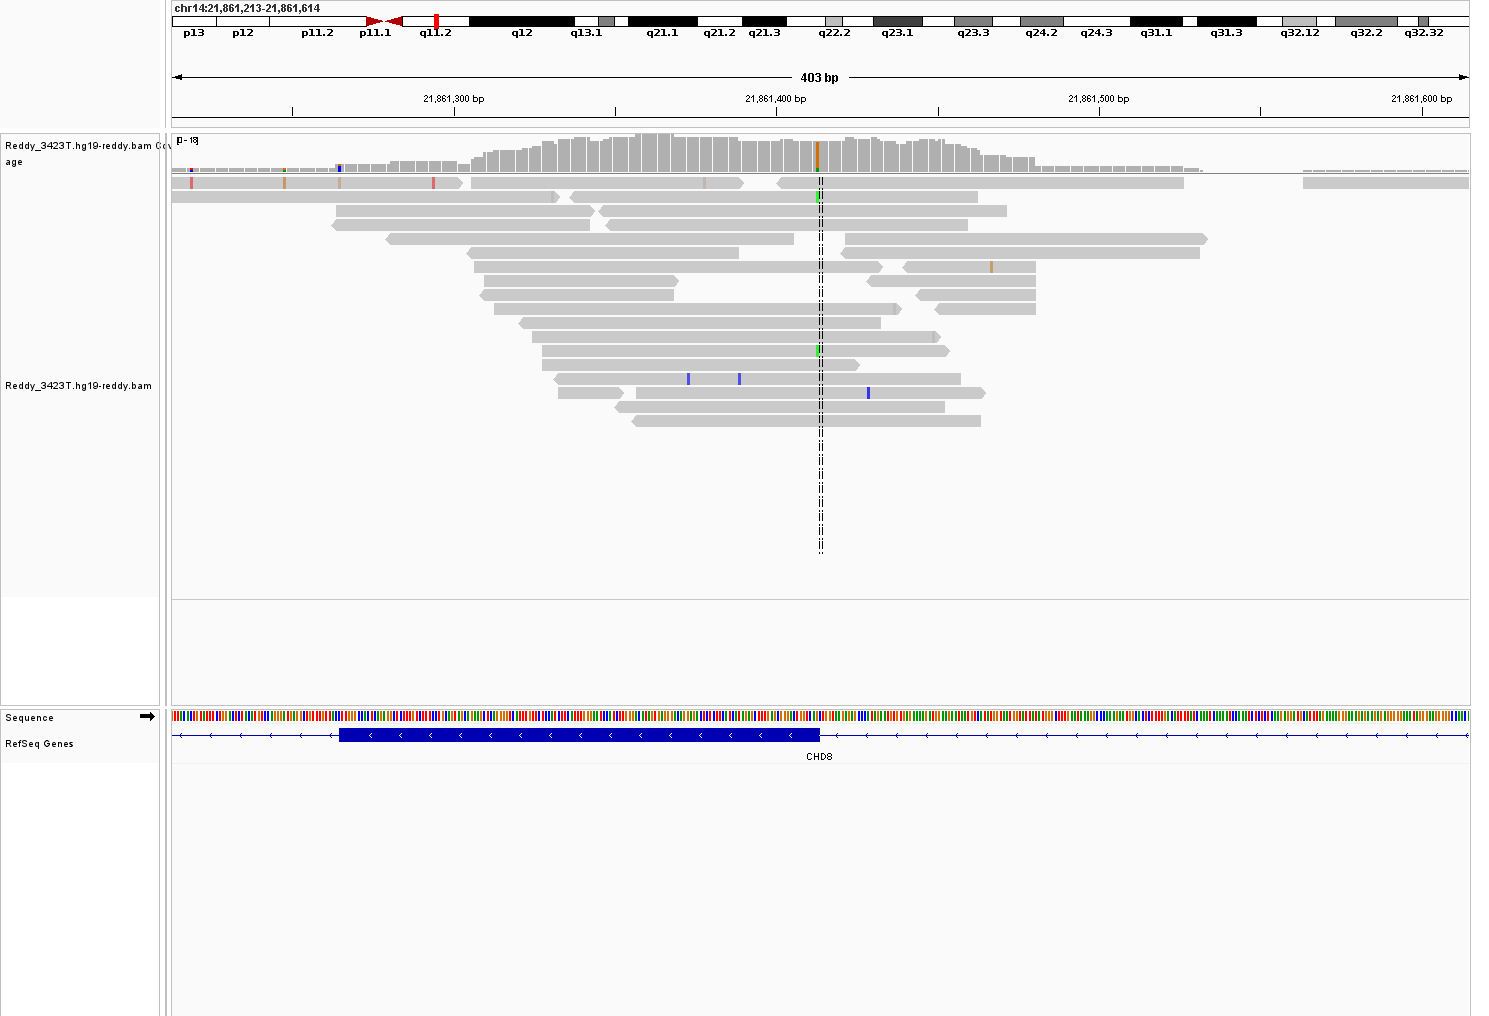 chr14:21,861,213-21,861,614
p13 p12 p11.2 p11.1 q11.2 q12 q13.1 q21.1 q21.2 q21.3 q22.2 q23.1 q23.3 q24.2 q24.3 q31.1 q31.3 q32.12 q32.2 q32.32
403 bp
21,861,300 bp 21,861,400 bp 21,861,500 bp 21,861,600 bp
Reddy_3423T.hg19-reddy.bam Cov
age
[0 - 18]
Reddy_3423T.hg19-reddy.bam
Sequence
RefSeq Genes
CHD8